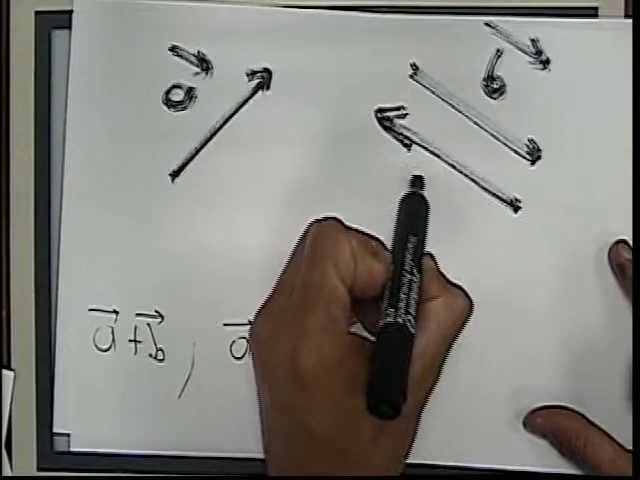 a⃗ b⃗
a⃗ + b⃗ , a⃗